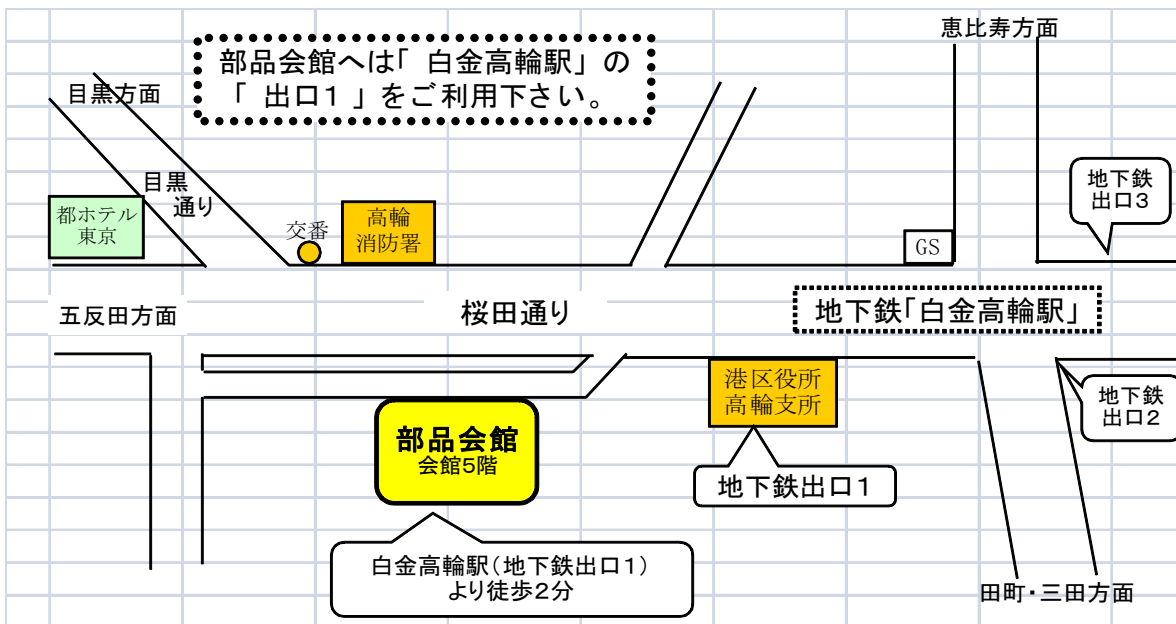 恵比寿方面
部品会館へは「 白金高輪駅」 の
「 出口1 」 をご利用下さい。
目黒方面
目黒
通り
地下鉄
出口3
都ホテル
東京
交番
高輪
消防署
GS
五反田方面
桜田通り
地下鉄「白金高輪駅」
港区役所
高輪支所
地下鉄
出口2
部品会館
会館5階
地下鉄出口1
白金高輪駅(地下鉄出口1)
より徒歩2分
田町・三田方面